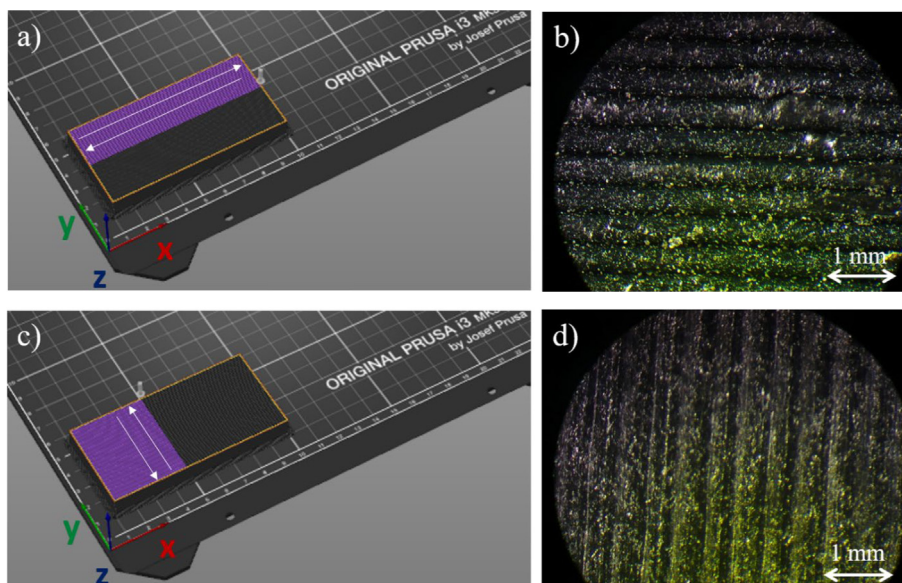 a)
ORIGINAL PRUSA i3 MK3
by Josef Prusa
y
x
z
b)
1 mm
c)
ORIGINAL PRUSA i3 MK3
by Josef Prusa
y
x
z
d)
1 mm